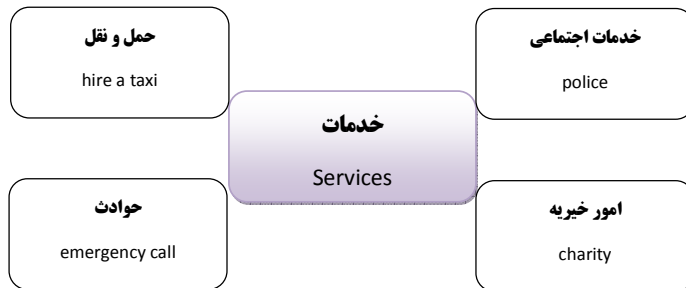 حمل و نقل
hire a taxi
خدمات اجتماعی
police
خدمات
Services
حوادث
emergency call
امور خیریه
charity